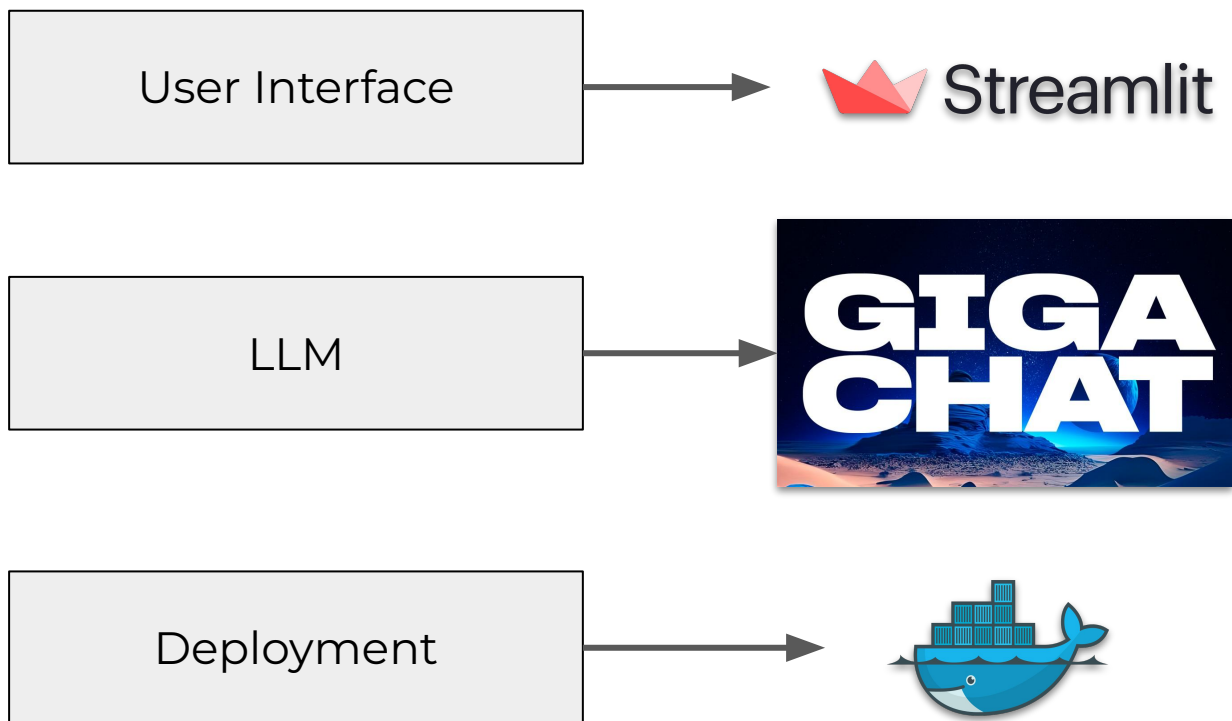 User Interface
Streamlit
LLM
GIGA
CHAT
Deployment